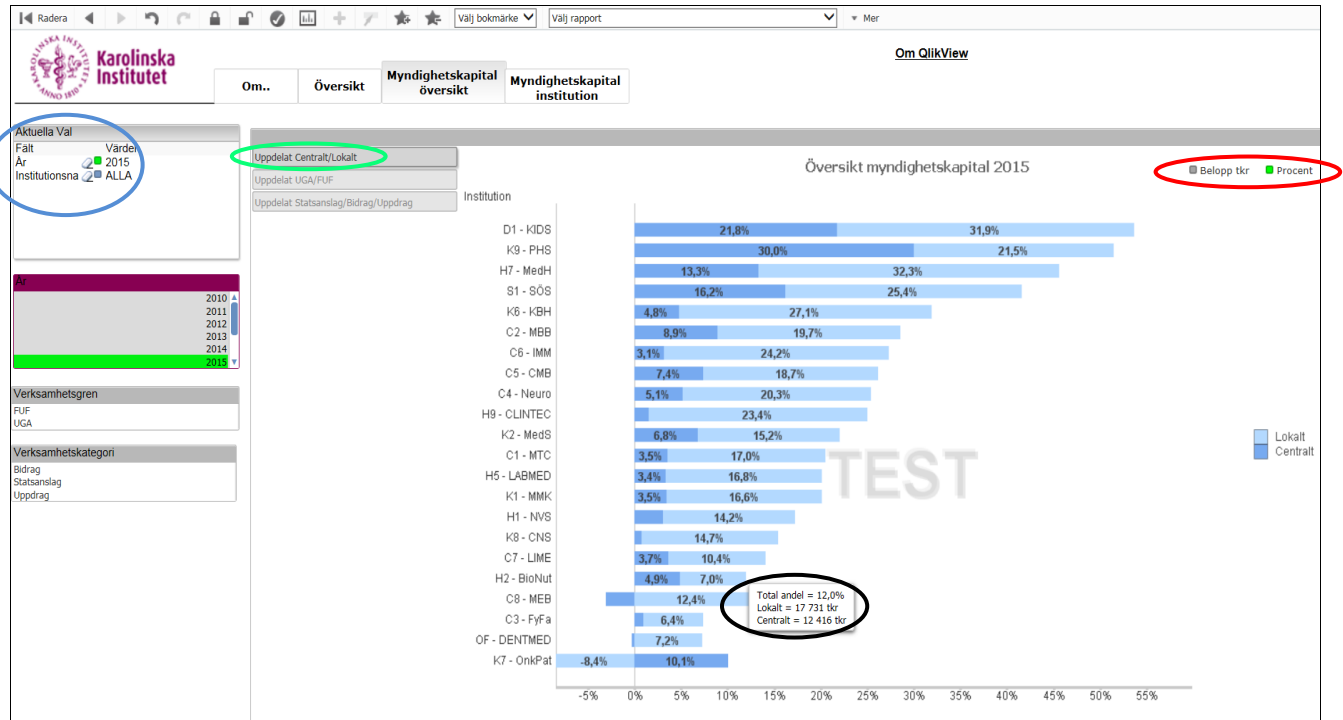 Radera
Välj bokmärke
Välj rapport
Mer
KAROLINSKA INSTITUTET
ANNO 1810
Karolinska
Institutet
Om QlikView
Om..
Översikt
Myndighetskapital
översikt
Myndighetskapital
institution
Aktuella Val
Fält Värden
År 2015
Institutionsna ALLA
År
2010
2011
2012
2013
2014
2015
Verksamhetsgren
FUF
UGA
Verksamhetskategori
Bidrag
Statsanslag
Uppdrag
Uppdelat Centralt/Lokalt
Uppdelat UGA/FUF
Uppdelat Statsanslag/Bidrag/Uppdrag
Översikt myndighetskapital 2015
Belopp tkr Procent
Institution
D1 - KIDS 21,8% 31,9%
K9 - PHS 30,0% 21,5%
H7 - MedH 13,3% 32,3%
S1 - SÖS 16,2% 25,4%
K6 - KBH 4,8% 27,1%
C2 - MBB 8,9% 19,7%
C6 - IMM 3,1% 24,2%
C5 - CMB 7,4% 18,7%
C4 - Neuro 5,1% 20,3%
H9 - CLINTEC 23,4%
K2 - MedS 6,8% 15,2%
C1 - MTC 3,5% 17,0%
H5 - LABMED 3,4% 16,8%
K1 - MMK 3,5% 16,6%
H1 - NVS 14,2%
K8 - CNS 14,7%
C7 - LIME 3,7% 10,4%
H2 - BioNut 4,9% 7,0%
C8 - MEB 12,4%
C3 - FyFa 6,4%
OF - DENTMED 7,2%
K7 - OnkPat -8,4% 10,1%
TEST
Total andel = 12,0%
Lokalt = 17 731 tkr
Centralt = 12 416 tkr
Lokalt
Centralt
-5% 0% 5% 10% 15% 20% 25% 30% 35% 40% 45% 50% 55%